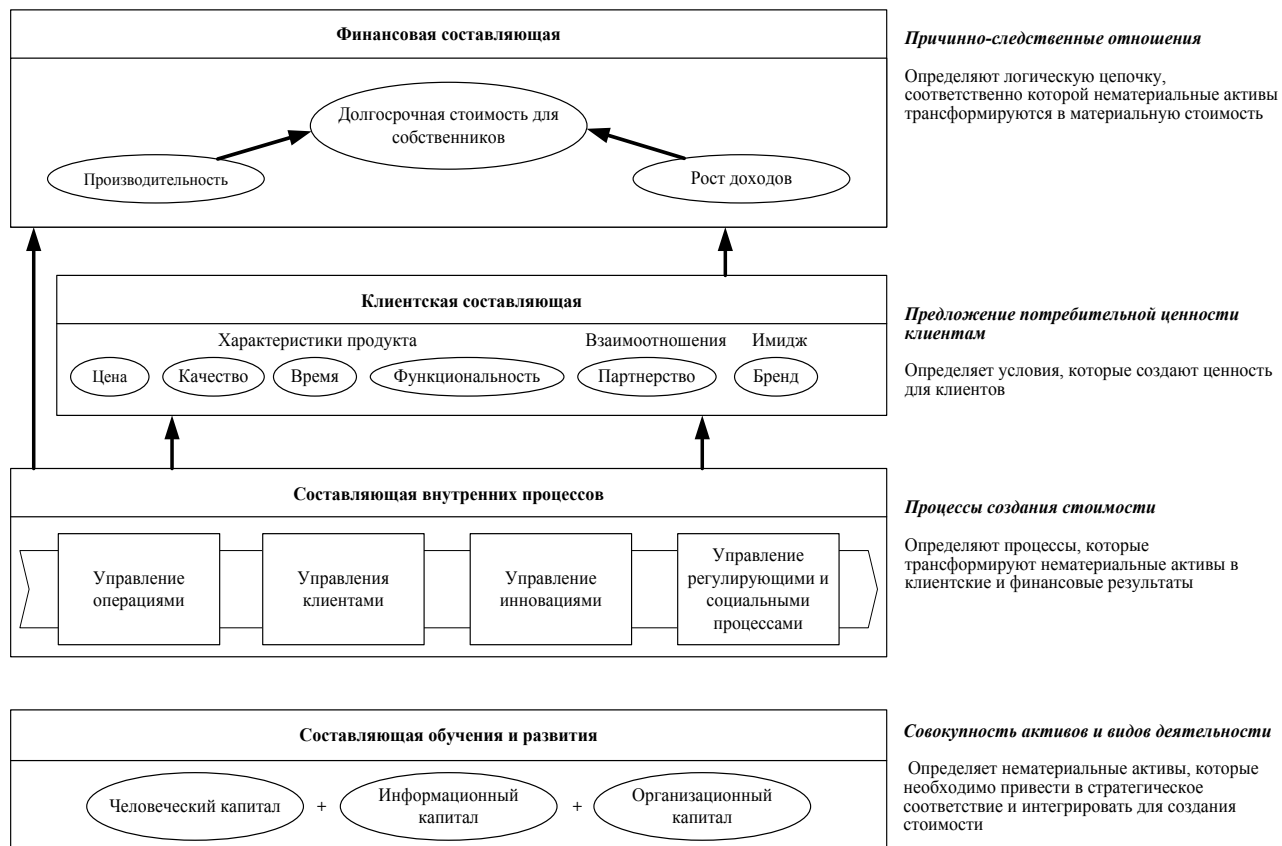 Финансовая составляющая
Долгосрочная стоимость для
собственников
Производительность
Рост доходов
Причинно-следственные отношения
Определяют логическую цепочку,
соответственно которой нематериальные активы
трансформируются в материальную стоимость
Клиентская составляющая
Характеристики продукта
Взаимоотношения
Имидж
Цена
Качество
Время
Функциональность
Партнерство
Бренд
Предложение потребительной ценности
клиентам
Определяет условия, которые создают ценность
для клиентов
Составляющая внутренних процессов
Управление
операциями
Управления
клиентами
Управление
инновациями
Управление
регулирующими и
социальными
процессами
Процессы создания стоимости
Определяют процессы, которые
трансформируют нематериальные активы в
клиентские и финансовые результаты
Составляющая обучения и развития
Человеческий капитал
+
Информационный
капитал
+
Организационный
капитал
Совокупность активов и видов деятельности
Определяет нематериальные активы, которые
необходимо привести в стратегическое
соответствие и интегрировать для создания
стоимости